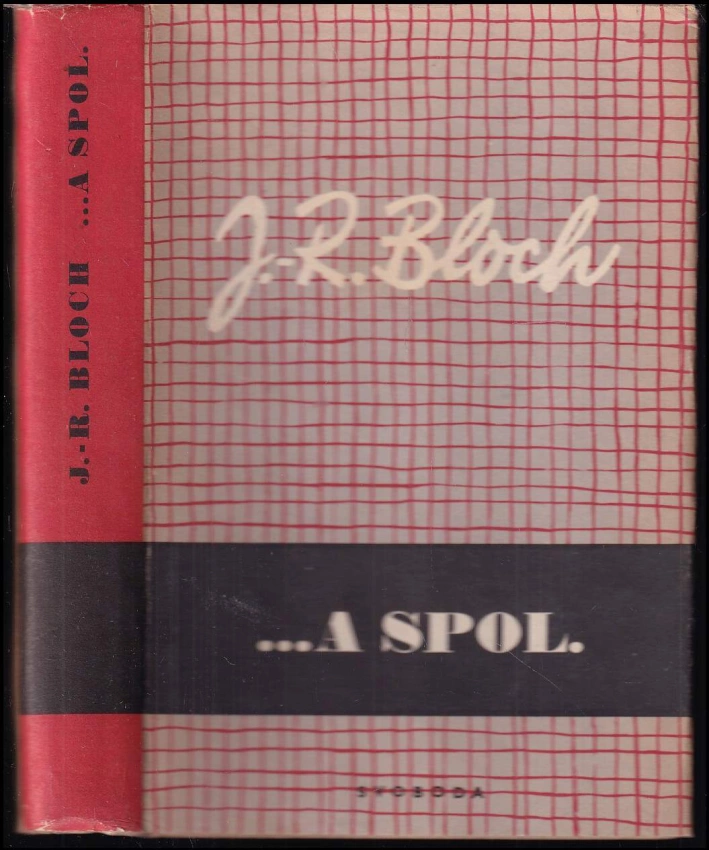 J.-R. BLOCH ...A SPOL.
J.-R. Bloch
...A SPOL.
SVOBODA